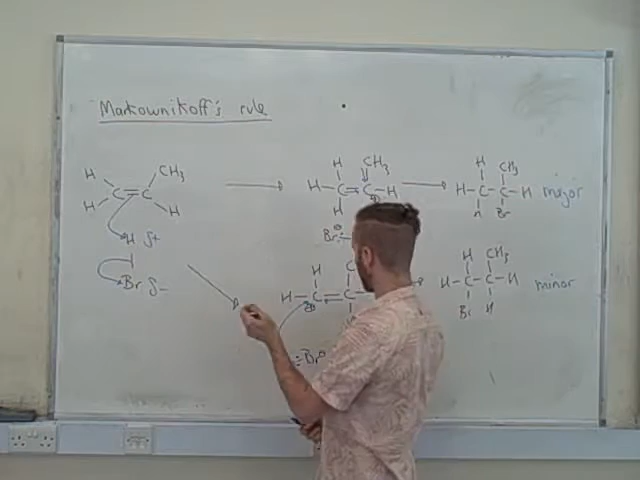 Markownikoff's rule
H CH₃
C=C
H H
H δ+
Br δ-
H CH₃
H-C=C-H
H ⊕
Br
H CH₃
H-C-C-H major
H Br
H C
H-C=C
⊕
Br
H CH₃
H-C-C-H minor
Br H